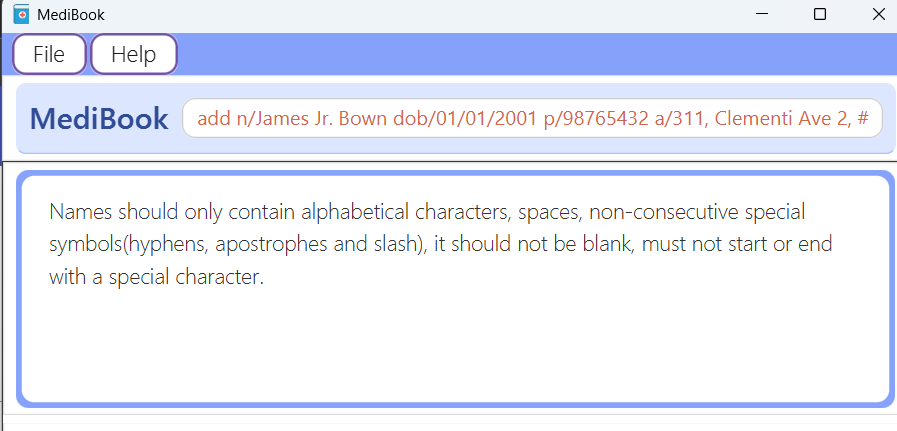 MediBook
File Help
MediBook add n/James Jr. Bown dob/01/01/2001 p/98765432 a/311, Clementi Ave 2, #
Names should only contain alphabetical characters, spaces, non-consecutive special
symbols(hyphens, apostrophes and slash), it should not be blank, must not start or end
with a special character.